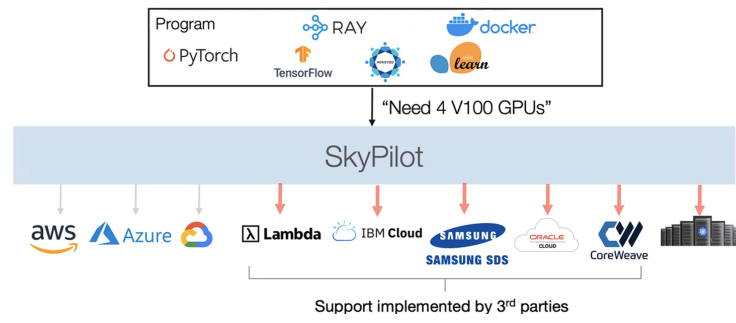 Program
RAY
docker
PyTorch
TensorFlow
HOROVOD
learn
“Need 4 V100 GPUs”
SkyPilot
aws
Azure
Lambda
IBM Cloud
SAMSUNG
SAMSUNG SDS
ORACLE
CLOUD
CoreWeave
Support implemented by 3rd parties